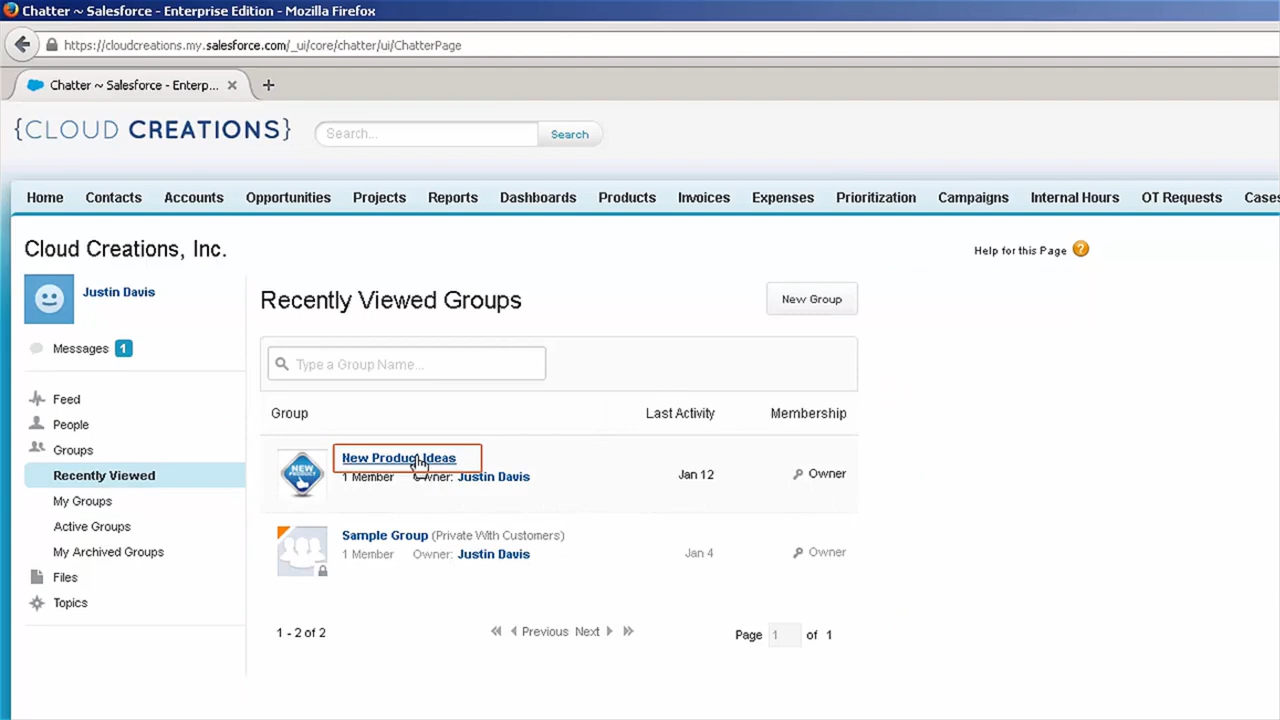 Chatter ~ Salesforce - Enterprise Edition - Mozilla Firefox
https://cloudcreations.my.salesforce.com/_ui/core/chatter/ui/ChatterPage
Chatter ~ Salesforce - Enterp...
{CLOUD CREATIONS}
Search... Search
Home Contacts Accounts Opportunities Projects Reports Dashboards Products Invoices Expenses Prioritization Campaigns Internal Hours OT Requests Cases
Cloud Creations, Inc.
Help for this Page ?
Justin Davis
Messages 1
Feed
People
Groups
Recently Viewed
My Groups
Active Groups
My Archived Groups
Files
Topics
Recently Viewed Groups
New Group
Type a Group Name...
Group Last Activity Membership
NEW
PRODUCT
New Product Ideas
1 Member Owner: Justin Davis
Jan 12 Owner
Sample Group (Private With Customers)
1 Member Owner: Justin Davis
Jan 4 Owner
1 - 2 of 2 Previous Next Page 1 of 1